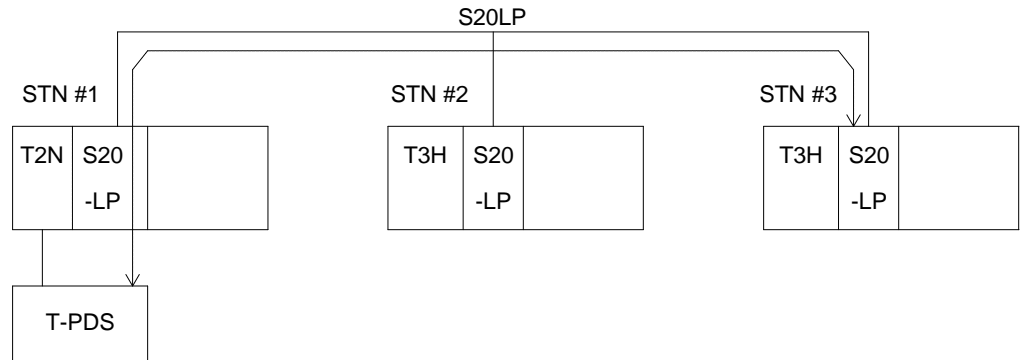 S20LP
STN #1
STN #2
STN #3
T2N
S20
-LP
T3H
S20
-LP
T3H
S20
-LP
T-PDS